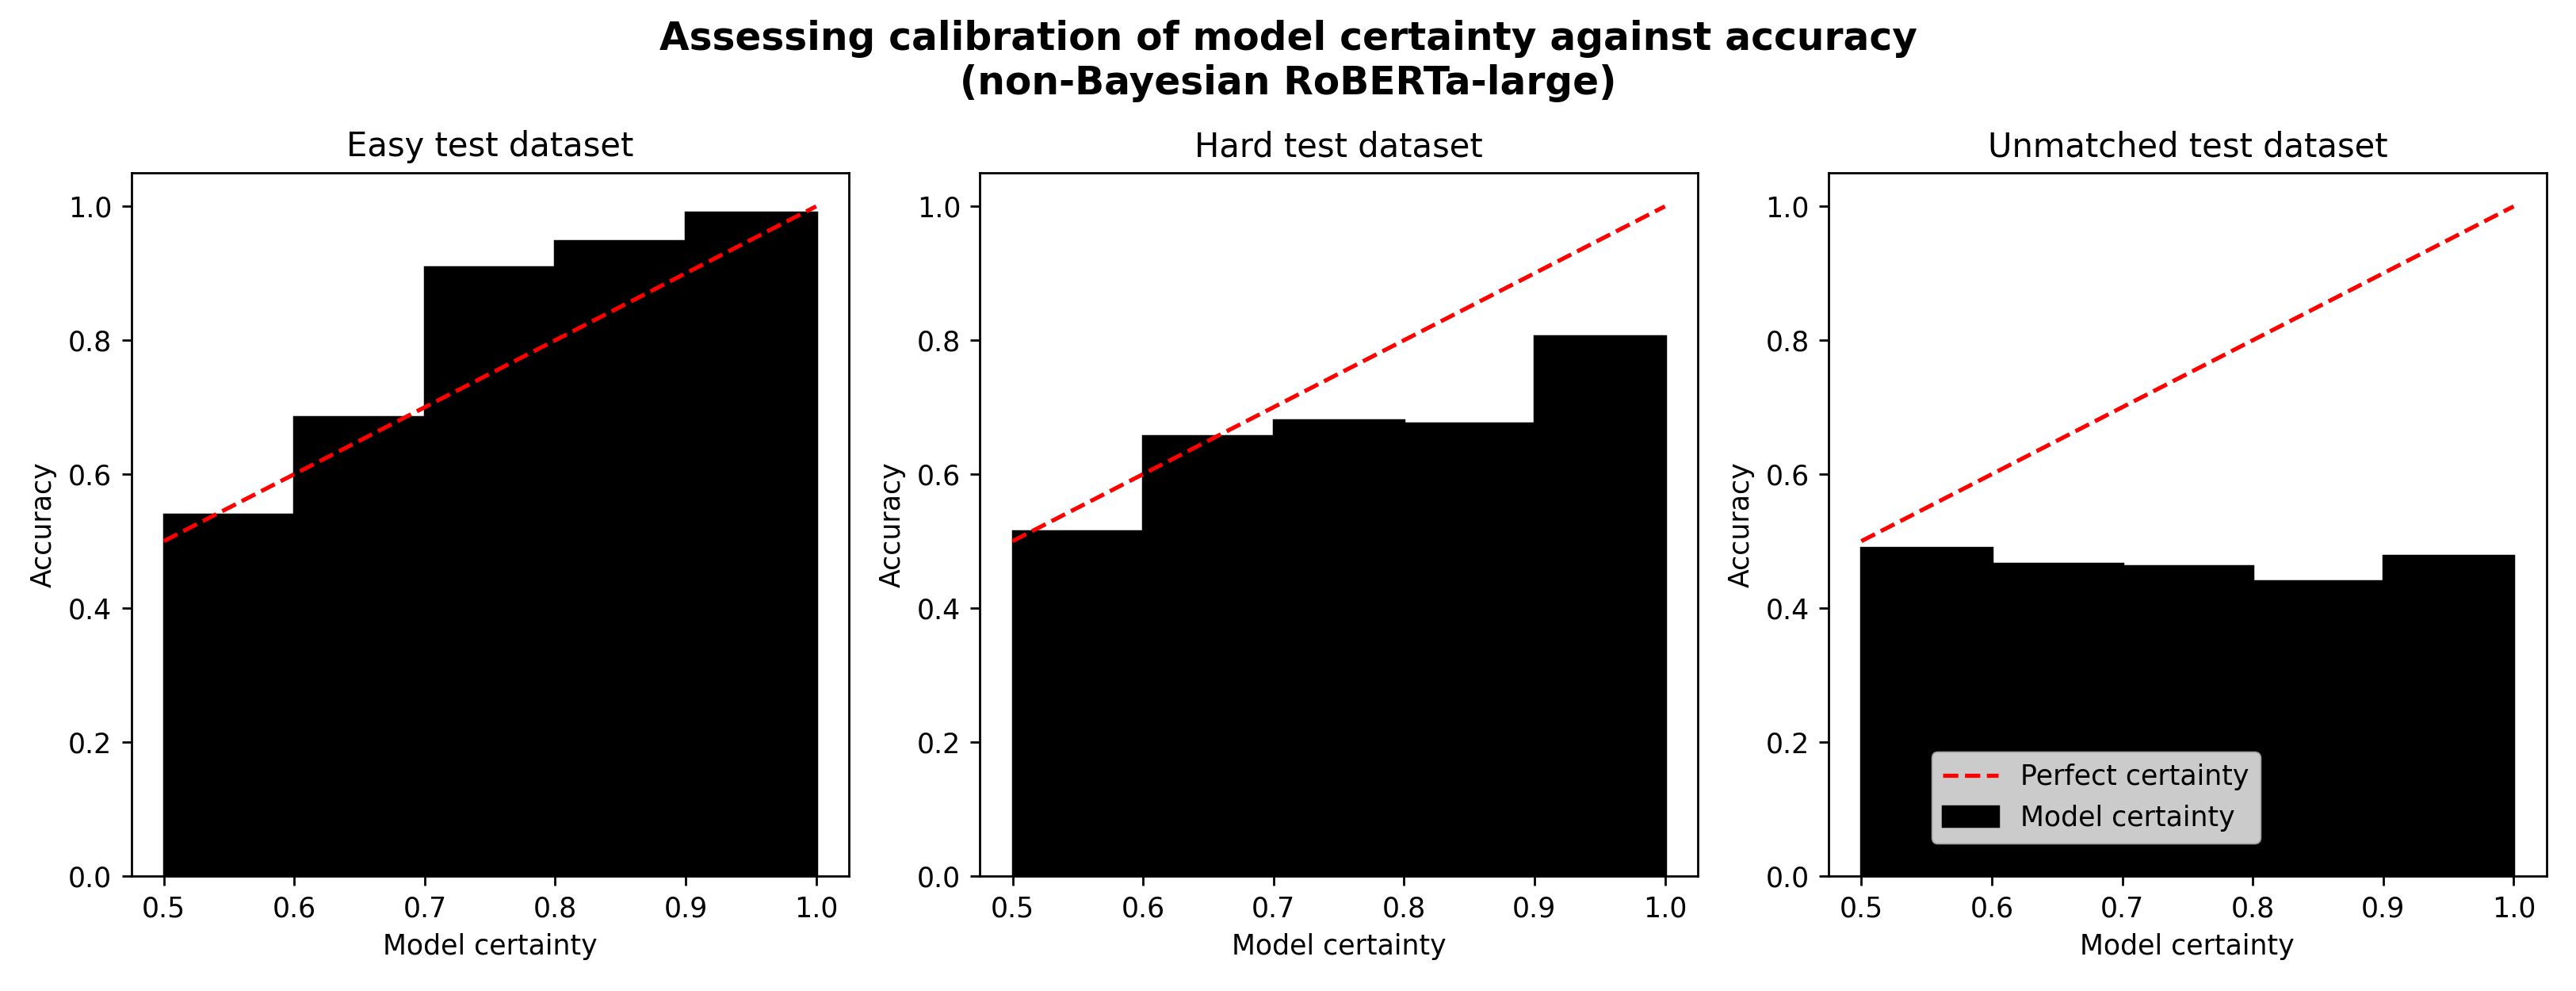 Assessing calibration of model certainty against accuracy
(non-Bayesian RoBERTa-large)
Easy test dataset
1.0
0.8
0.6
0.4
0.2
0.0
Accuracy
0.5 0.6 0.7 0.8 0.9 1.0
Model certainty
Hard test dataset
1.0
0.8
0.6
0.4
0.2
0.0
Accuracy
0.5 0.6 0.7 0.8 0.9 1.0
Model certainty
Unmatched test dataset
1.0
0.8
0.6
0.4
0.2
0.0
Accuracy
Perfect certainty
Model certainty
0.5 0.6 0.7 0.8 0.9 1.0
Model certainty